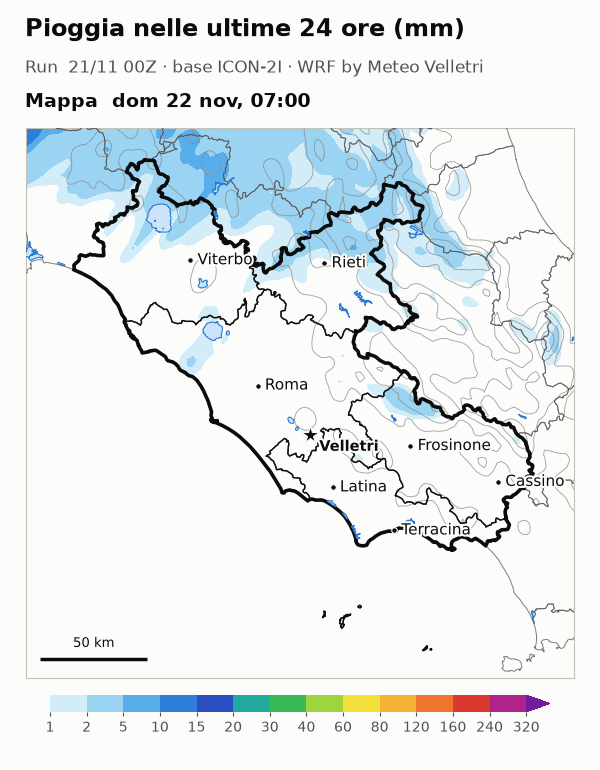 Pioggia nelle ultime 24 ore (mm)
Run 21/11 00Z · base ICON-2I · WRF by Meteo Velletri
Mappa dom 22 nov, 07:00
Viterbo
Rieti
Roma
Velletri
Frosinone
Latina
Cassino
Terracina
50 km
1 2 5 10 15 20 30 40 60 80 120 160 240 320